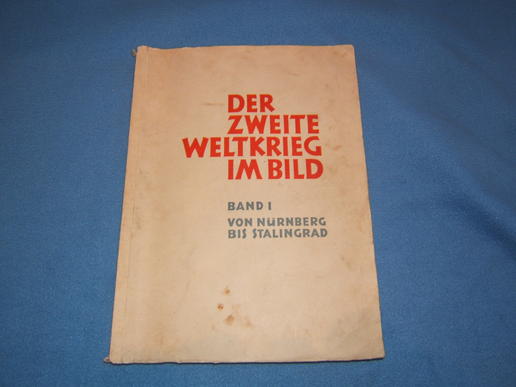 DER
ZWEITE
WELTKRIEG
IM BILD
BAND I
VON NÜRNBERG
BIS STALINGRAD